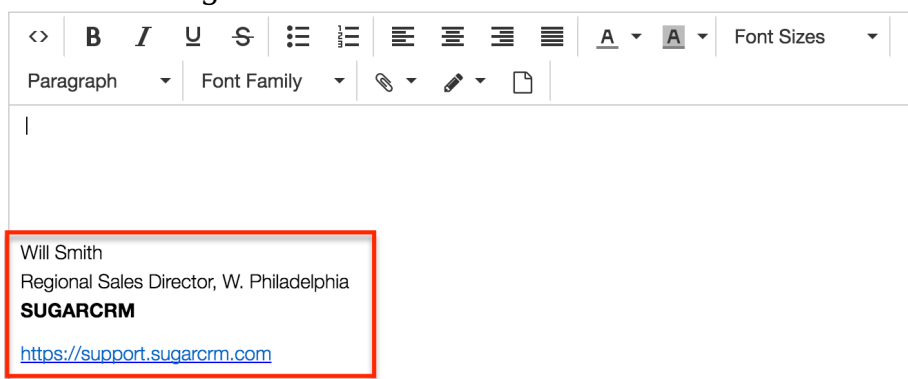 <> B I U S A A Font Sizes
Paragraph Font Family
Will Smith
Regional Sales Director, W. Philadelphia
SUGARCRM
https://support.sugarcrm.com